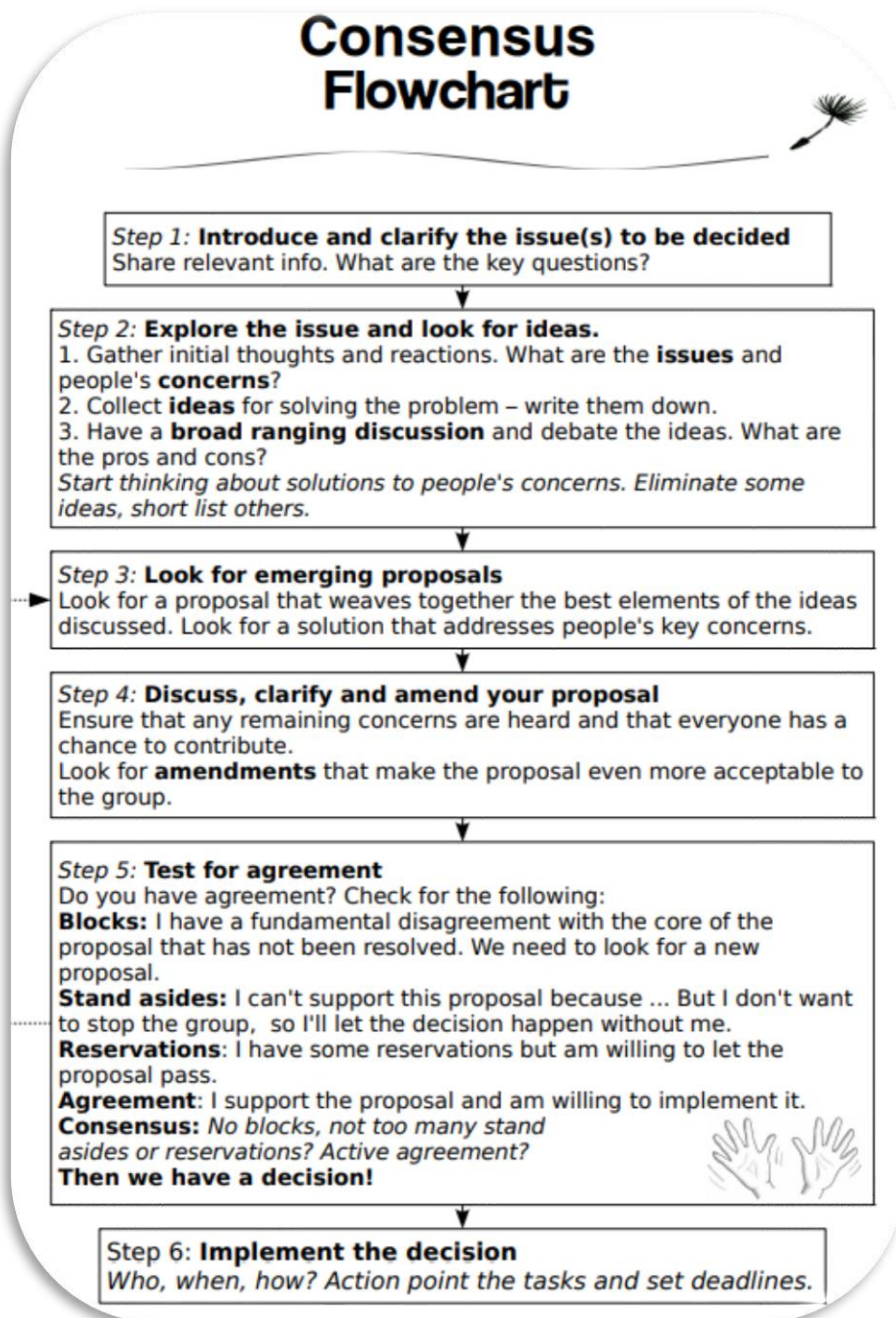 Consensus
Flowchart
Step 1: Introduce and clarify the issue(s) to be decided
Share relevant info. What are the key questions?
Step 2: Explore the issue and look for ideas.
1. Gather initial thoughts and reactions. What are the issues and
people's concerns?
2. Collect ideas for solving the problem – write them down.
3. Have a broad ranging discussion and debate the ideas. What are
the pros and cons?
Start thinking about solutions to people's concerns. Eliminate some
ideas, short list others.
Step 3: Look for emerging proposals
Look for a proposal that weaves together the best elements of the ideas
discussed. Look for a solution that addresses people's key concerns.
Step 4: Discuss, clarify and amend your proposal
Ensure that any remaining concerns are heard and that everyone has a
chance to contribute.
Look for amendments that make the proposal even more acceptable to
the group.
Step 5: Test for agreement
Do you have agreement? Check for the following:
Blocks: I have a fundamental disagreement with the core of the
proposal that has not been resolved. We need to look for a new
proposal.
Stand asides: I can't support this proposal because ... But I don't want
to stop the group, so I'll let the decision happen without me.
Reservations: I have some reservations but am willing to let the
proposal pass.
Agreement: I support the proposal and am willing to implement it.
Consensus: No blocks, not too many stand
asides or reservations? Active agreement?
Then we have a decision!
Step 6: Implement the decision
Who, when, how? Action point the tasks and set deadlines.